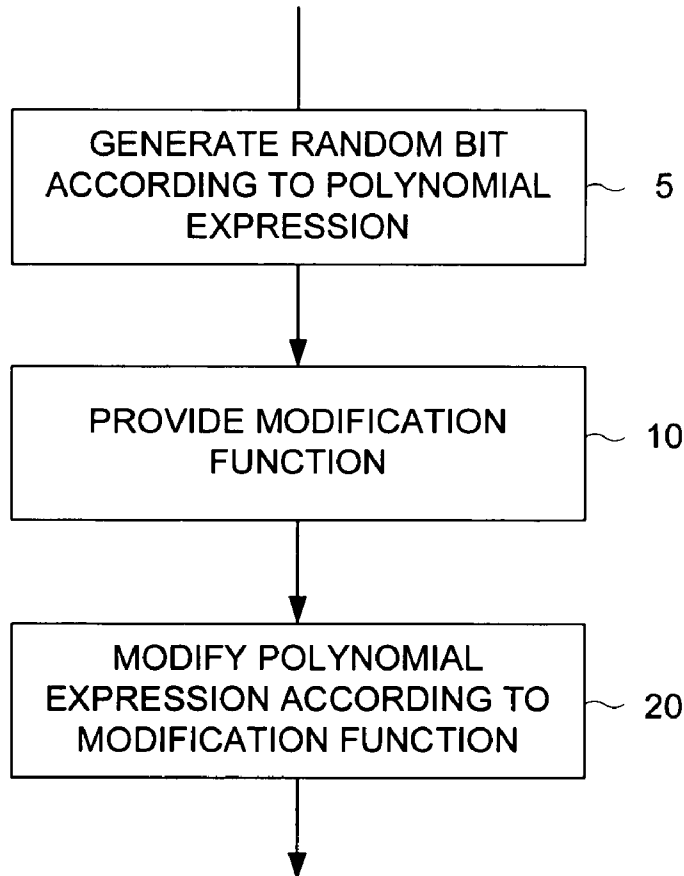 GENERATE RANDOM BIT
ACCORDING TO POLYNOMIAL
EXPRESSION
5
PROVIDE MODIFICATION
FUNCTION
10
MODIFY POLYNOMIAL
EXPRESSION ACCORDING TO
MODIFICATION FUNCTION
20